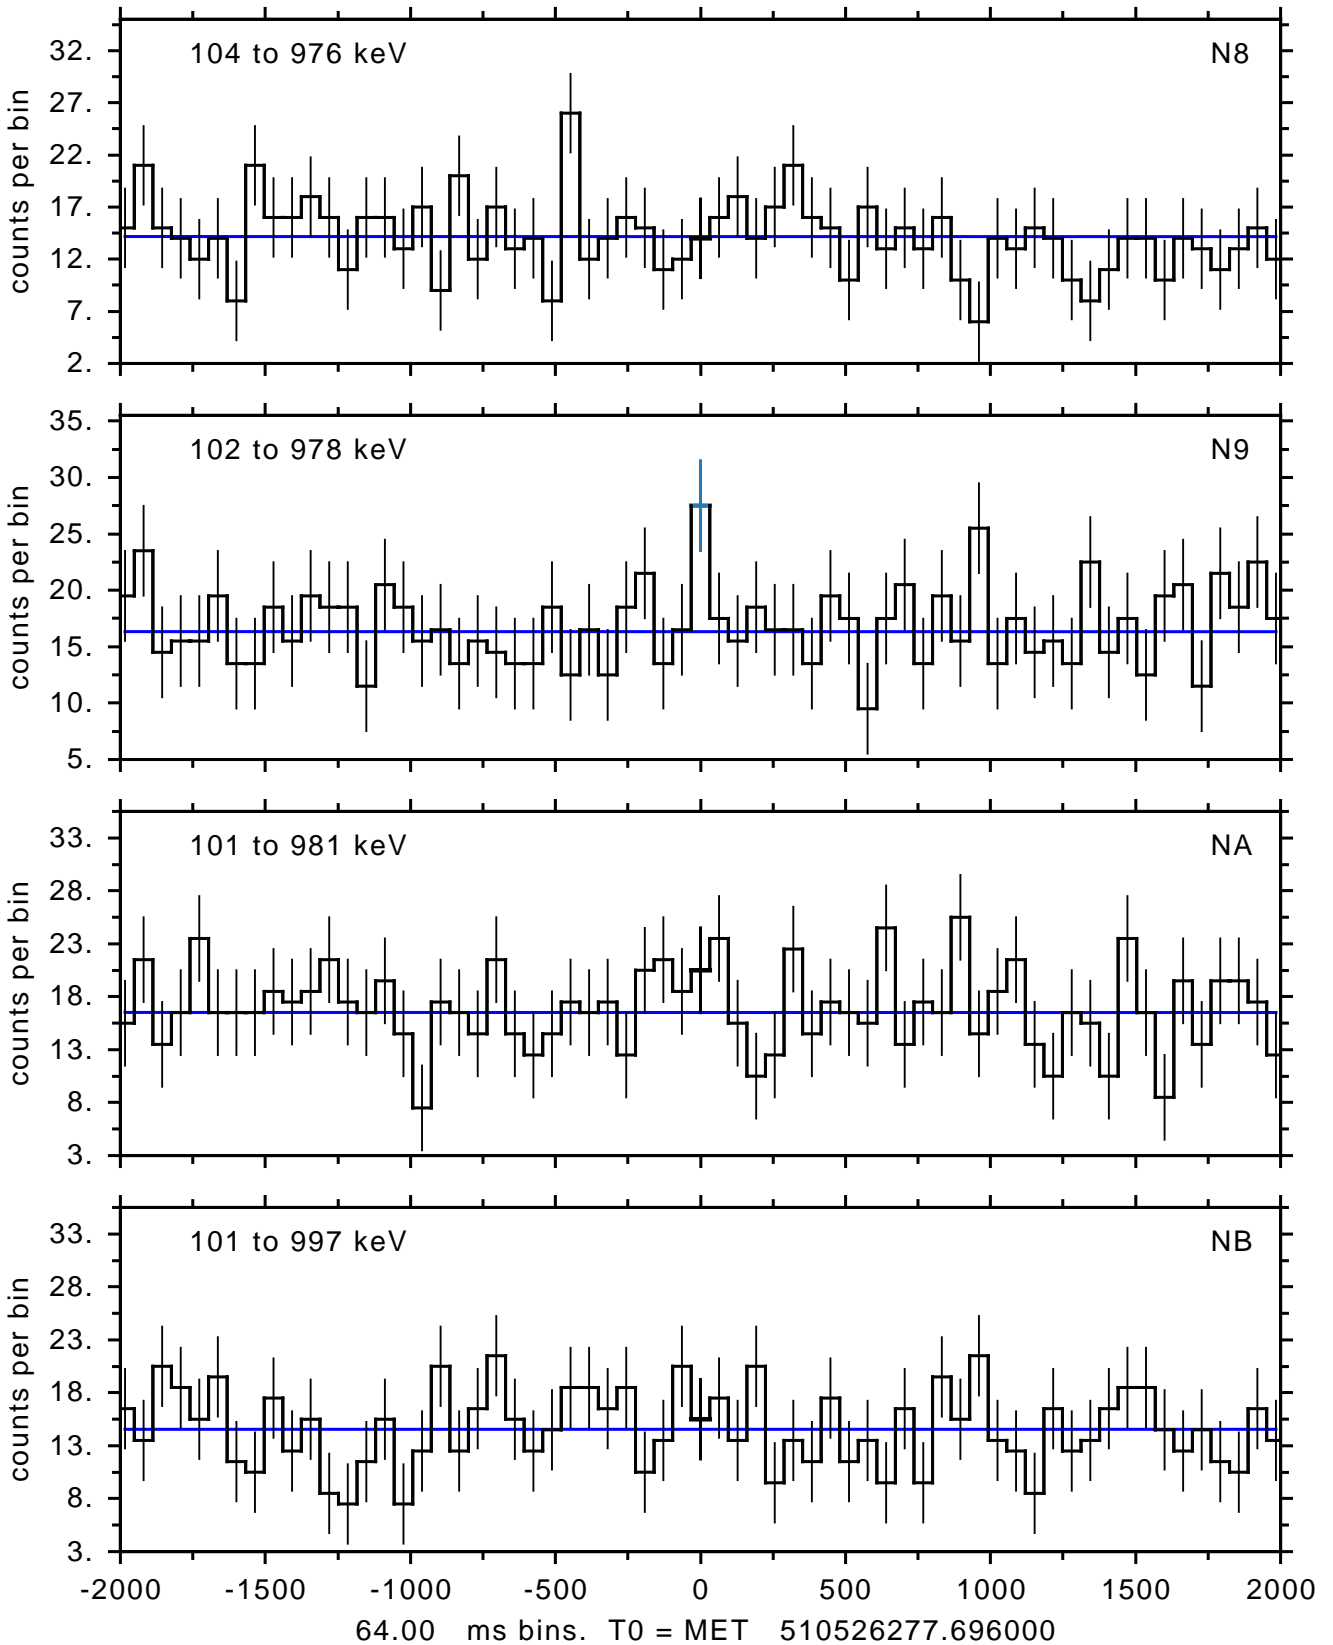 104 to 976 keV N8
32.
27.
22.
17.
12.
7.
2.
counts per bin
102 to 978 keV N9
35.
30.
25.
20.
15.
10.
5.
counts per bin
101 to 981 keV NA
33.
28.
23.
18.
13.
8.
3.
counts per bin
101 to 997 keV NB
33.
28.
23.
18.
13.
8.
3.
counts per bin
-2000 -1500 -1000 -500 0 500 1000 1500 2000
64.00 ms bins. T0 = MET 510526277.696000